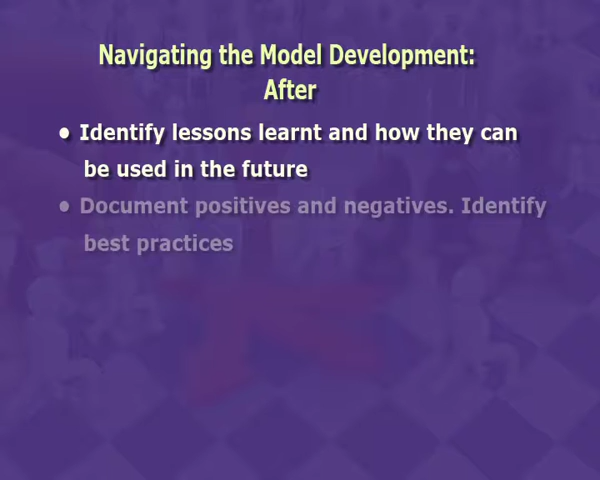 Navigating the Model Development:
After
• Identify lessons learnt and how they can
be used in the future
• Document positives and negatives. Identify
best practices